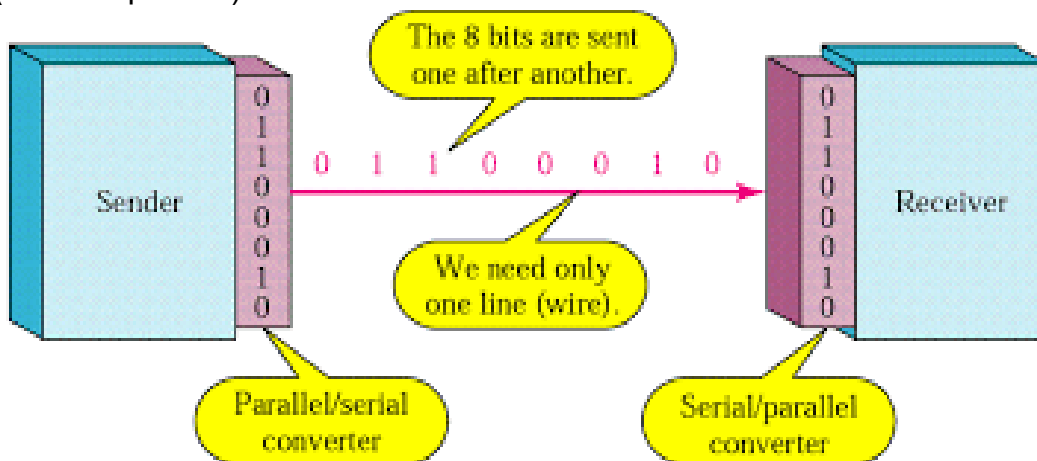 The 8 bits are sent
one after another.
0 1 1 0 0 0 1 0
0
1
1
0
0
0
1
0
Sender
We need only
one line (wire).
0
1
1
0
0
0
1
0
Receiver
Parallel/serial
converter
Serial/parallel
converter